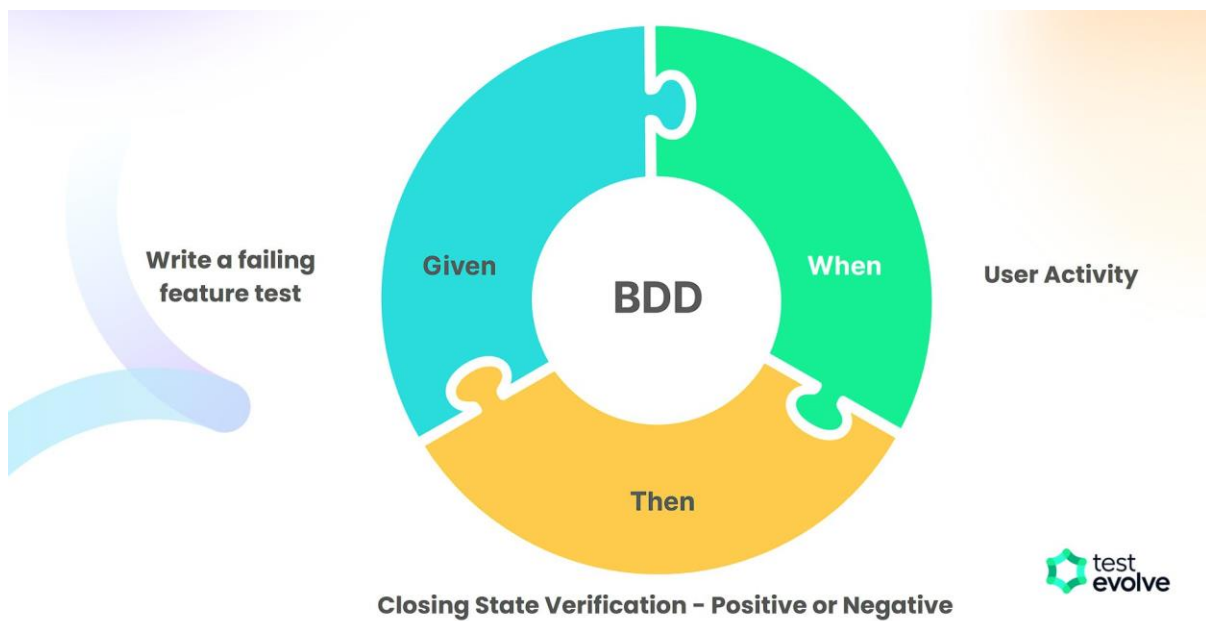 Write a failing
feature test
Given
BDD
When
User Activity
Then
Closing State Verification - Positive or Negative
test
evolve